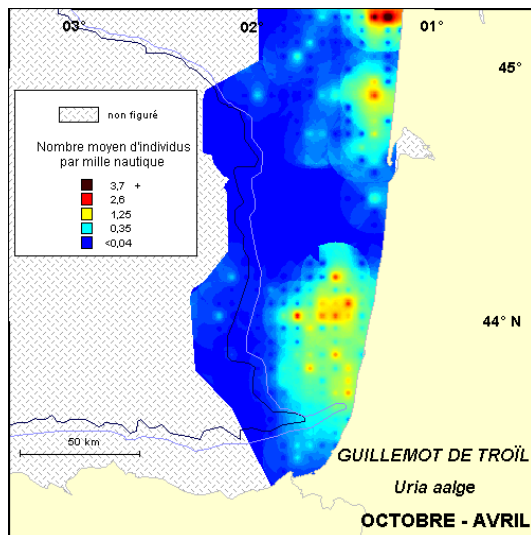 03° 02° 01°
45°
non figuré
Nombre moyen d'individus
par mille nautique
3,7 +
2,6
1,25
0,35
<0,04
44° N
50 km
GUILLEMOT DE TROÏL
Uria aalge
OCTOBRE - AVRIL